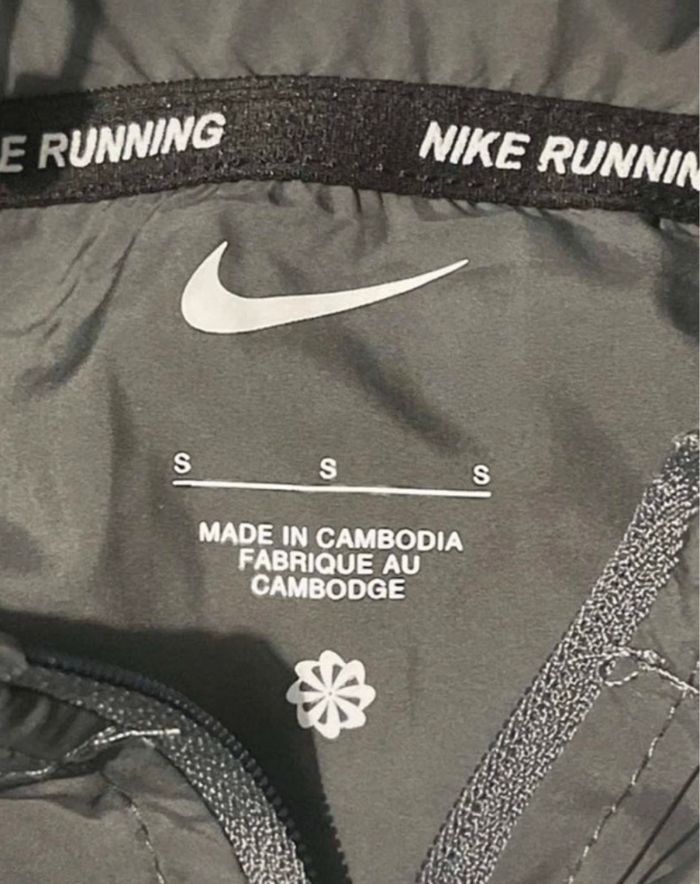 E RUNNING NIKE RUNNIN
S S S
MADE IN CAMBODIA
FABRIQUE AU
CAMBODGE